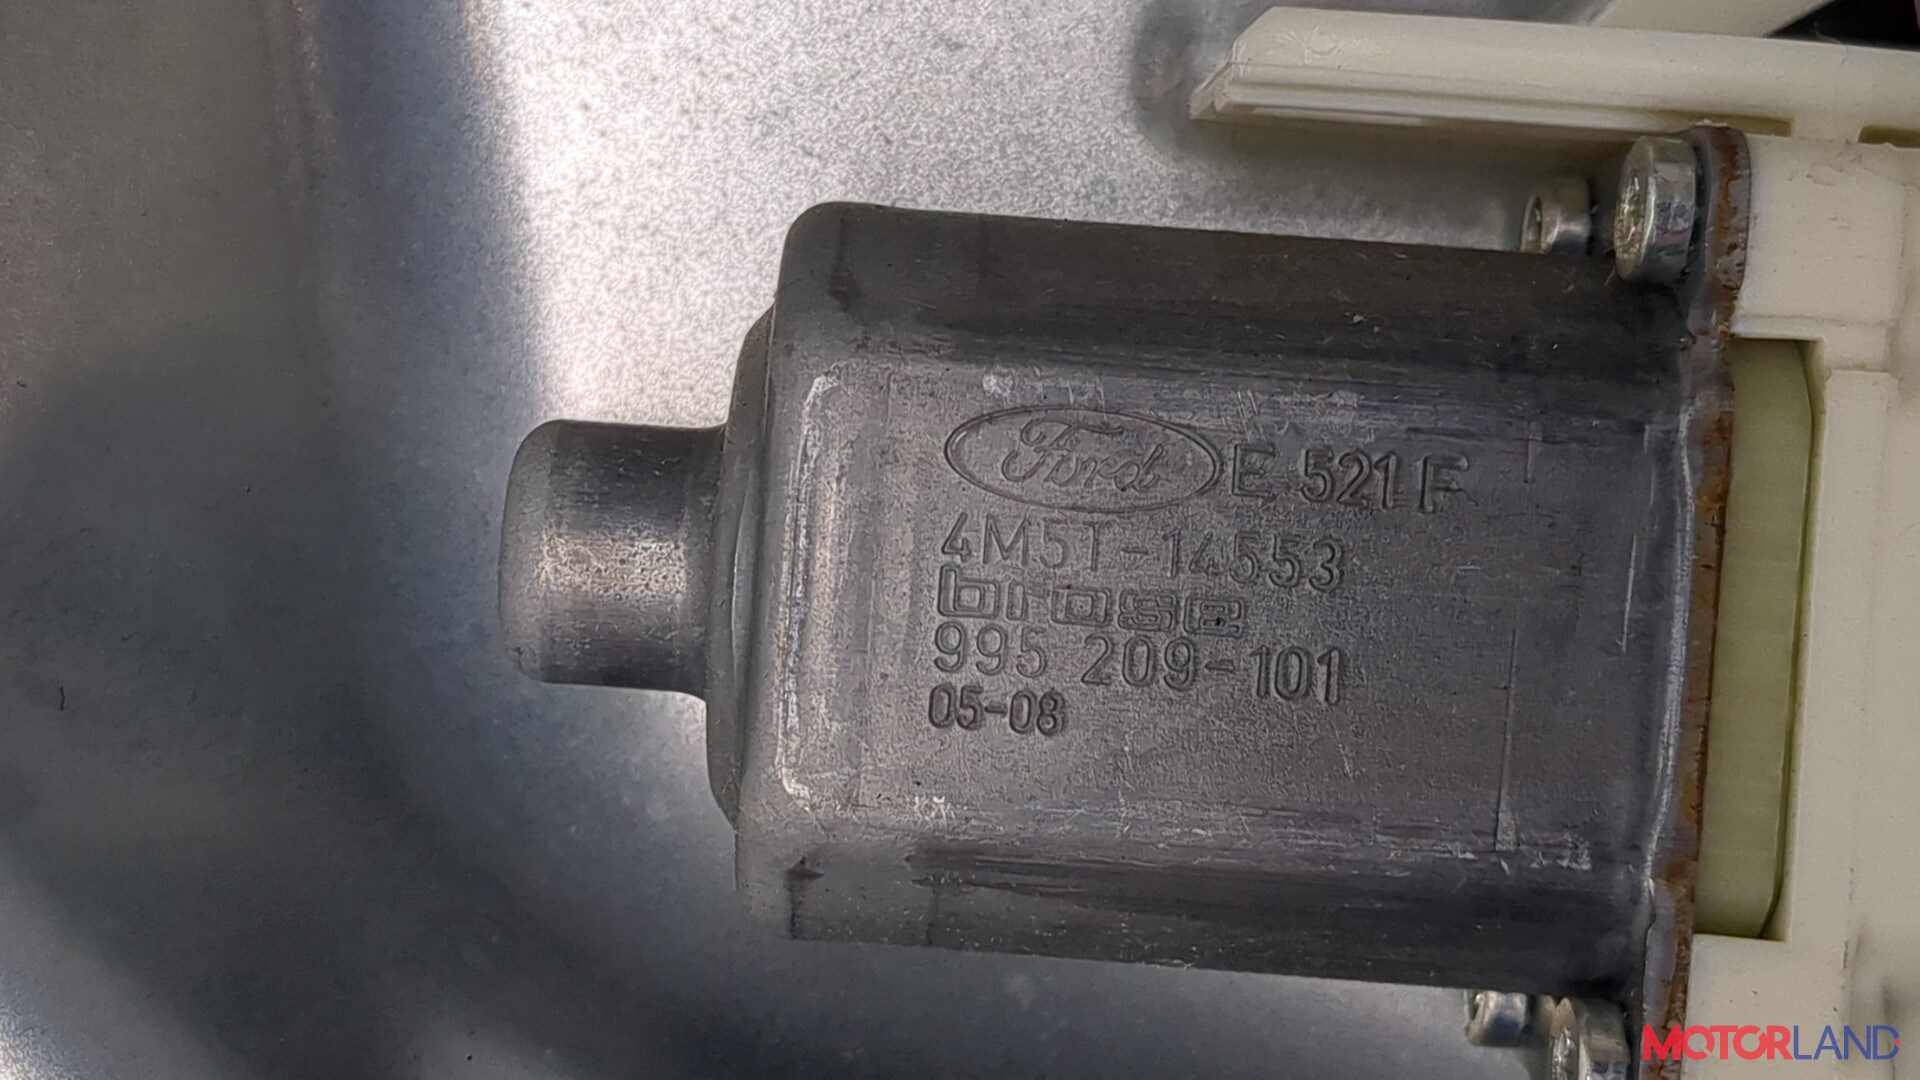 Ford E 521 F
4M5T-14553
brose
995 209-101
05-08
MOTORLAND